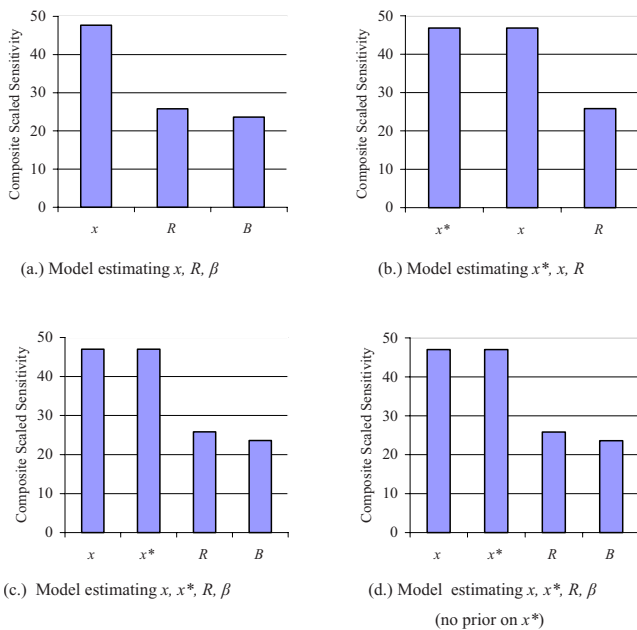 50
40
30
20
10
0
Composite Scaled Sensitivity
x R B
(a.) Model estimating x, R, β
50
40
30
20
10
0
Composite Scaled Sensitivity
x* x R
(b.) Model estimating x*, x, R
50
40
30
20
10
0
Composite Scaled Sensitivity
x x* R B
(c.) Model estimating x, x*, R, β
50
40
30
20
10
0
Composite Scaled Sensitivity
x x* R B
(d.) Model estimating x, x*, R, β
(no prior on x*)